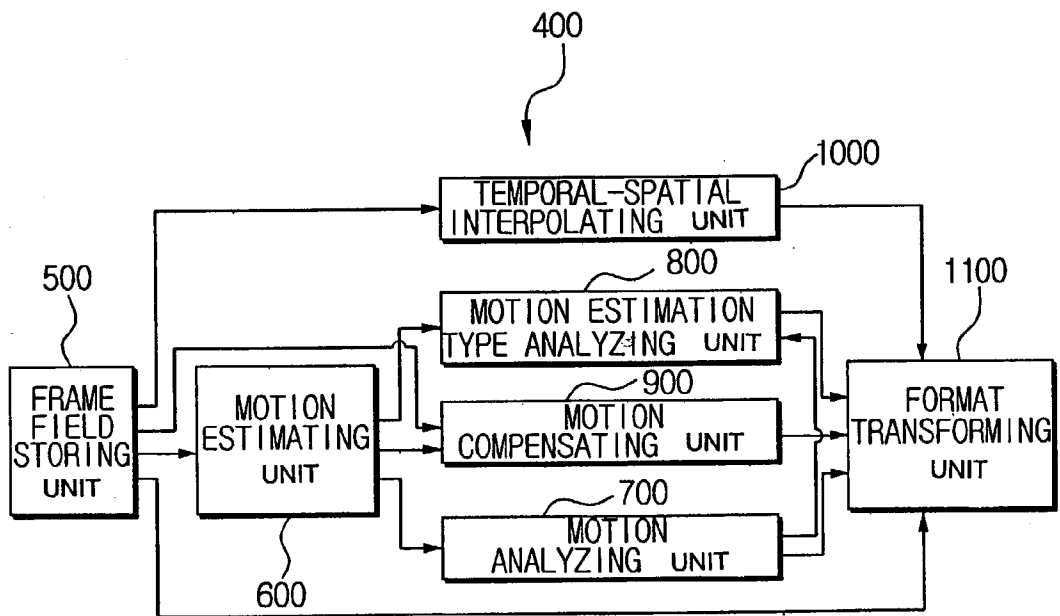 400
1000
TEMPORAL-SPATIAL
INTERPOLATING UNIT
500
800
1100
MOTION ESTIMATION
TYPE ANALYZING UNIT
FRAME
FIELD
STORING
UNIT
MOTION
ESTIMATING
UNIT
600
900
MOTION
COMPENSATING UNIT
FORMAT
TRANSFORMING
UNIT
700
MOTION
ANALYZING UNIT